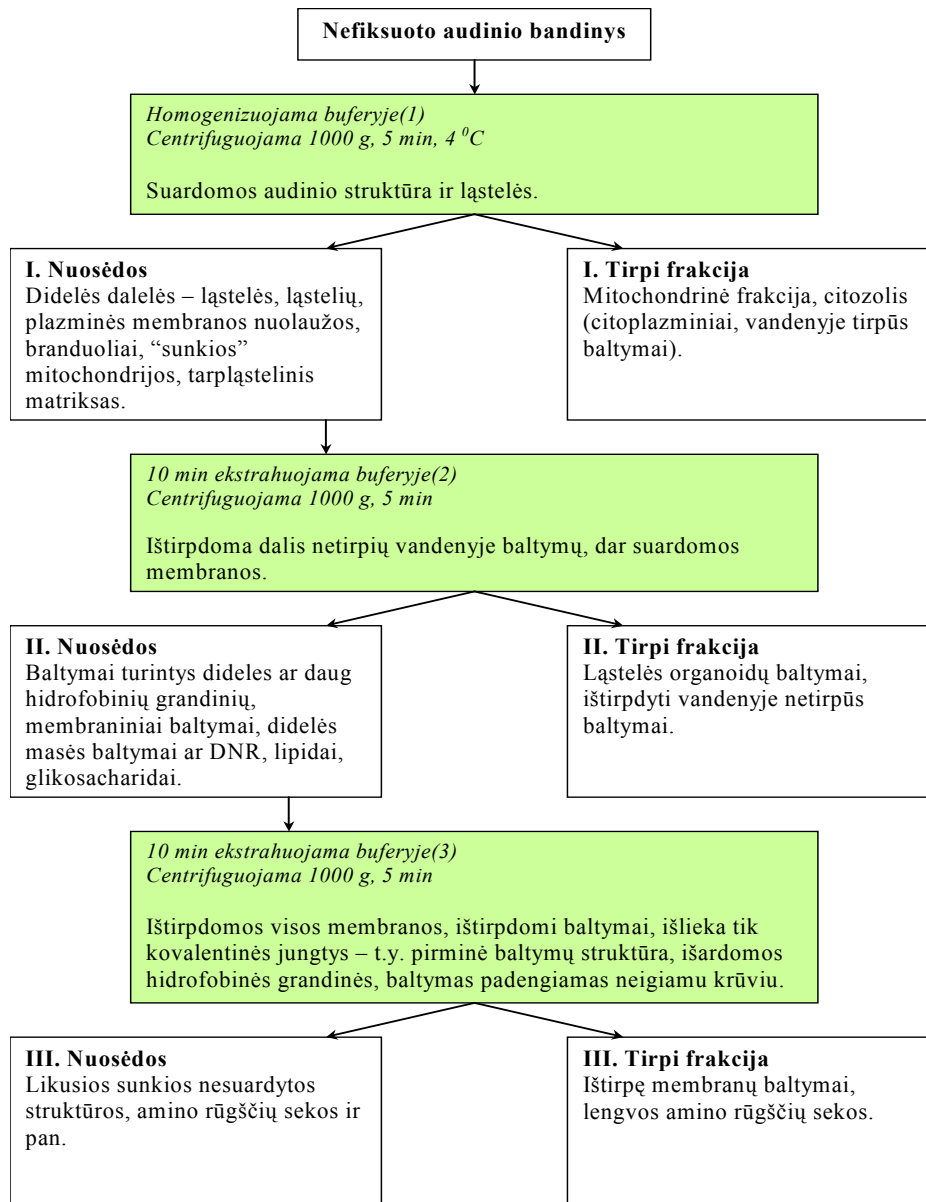 Nefiksuoto audinio bandinys
Homogenizuojama buferyje(1)
Centrifuguojama 1000 g, 5 min, 4 ⁰C
Suardomos audinio struktūra ir ląstelės.
I. Nuosėdos
Didelės dalelės – ląstelės, ląstelių,
plazminės membranos nuolaužos,
branduoliai, “sunkios”
mitochondrijos, tarpląstelinis
matriksas.
I. Tirpi frakcija
Mitochondrinė frakcija, citozolis
(citoplazminiai, vandenyje tirpūs
baltymai).
10 min ekstrahuojama buferyje(2)
Centrifuguojama 1000 g, 5 min
Ištirpdoma dalis netirpių vandenyje baltymų, dar suardomos
membranos.
II. Nuosėdos
Baltymai turintys dideles ar daug
hidrofobinių grandinių,
membraniniai baltymai, didelės
masės baltymai ar DNR, lipidai,
glikosacharidai.
II. Tirpi frakcija
Ląstelės organoidų baltymai,
ištirpdyti vandenyje netirpūs
baltymai.
10 min ekstrahuojama buferyje(3)
Centrifuguojama 1000 g, 5 min
Ištirpdomos visos membranos, ištirpdomi baltymai, išlieka tik
kovalentinės jungtys – t.y. pirminė baltymų struktūra, išardomos
hidrofobinės grandinės, baltymas padengiamas neigiamu krūviu.
III. Nuosėdos
Likusios sunkios nesuardytos
struktūros, amino rūgščių sekos ir
pan.
III. Tirpi frakcija
Ištirpę membranų baltymai,
lengvos amino rūgščių sekos.